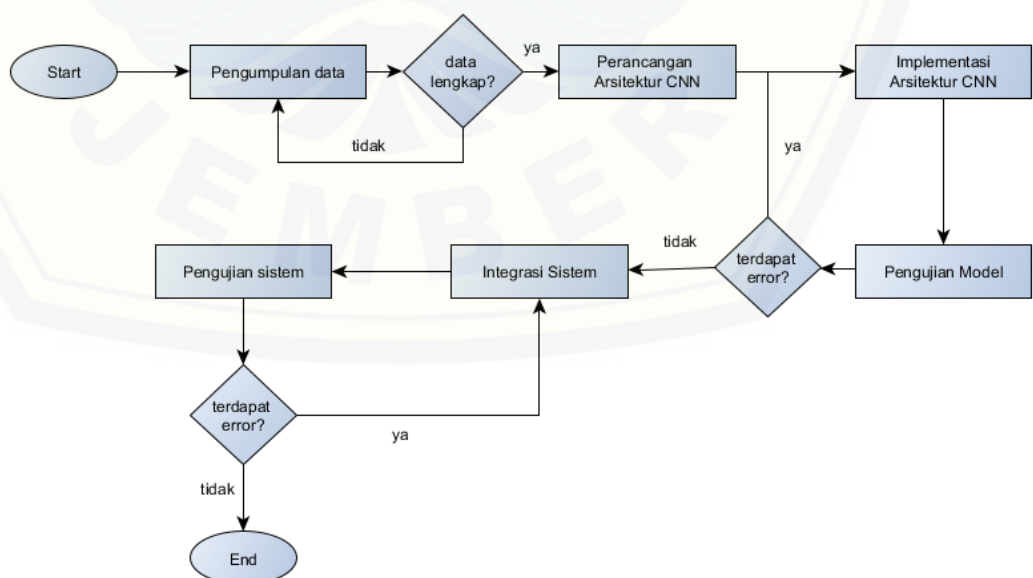 Start
Pengumpulan data
data
lengkap?
ya
tidak
Perancangan
Arsitektur CNN
Implementasi
Arsitektur CNN
ya
Pengujian Model
terdapat
error?
tidak
Integrasi Sistem
Pengujian sistem
terdapat
error?
ya
tidak
End
JEMBER